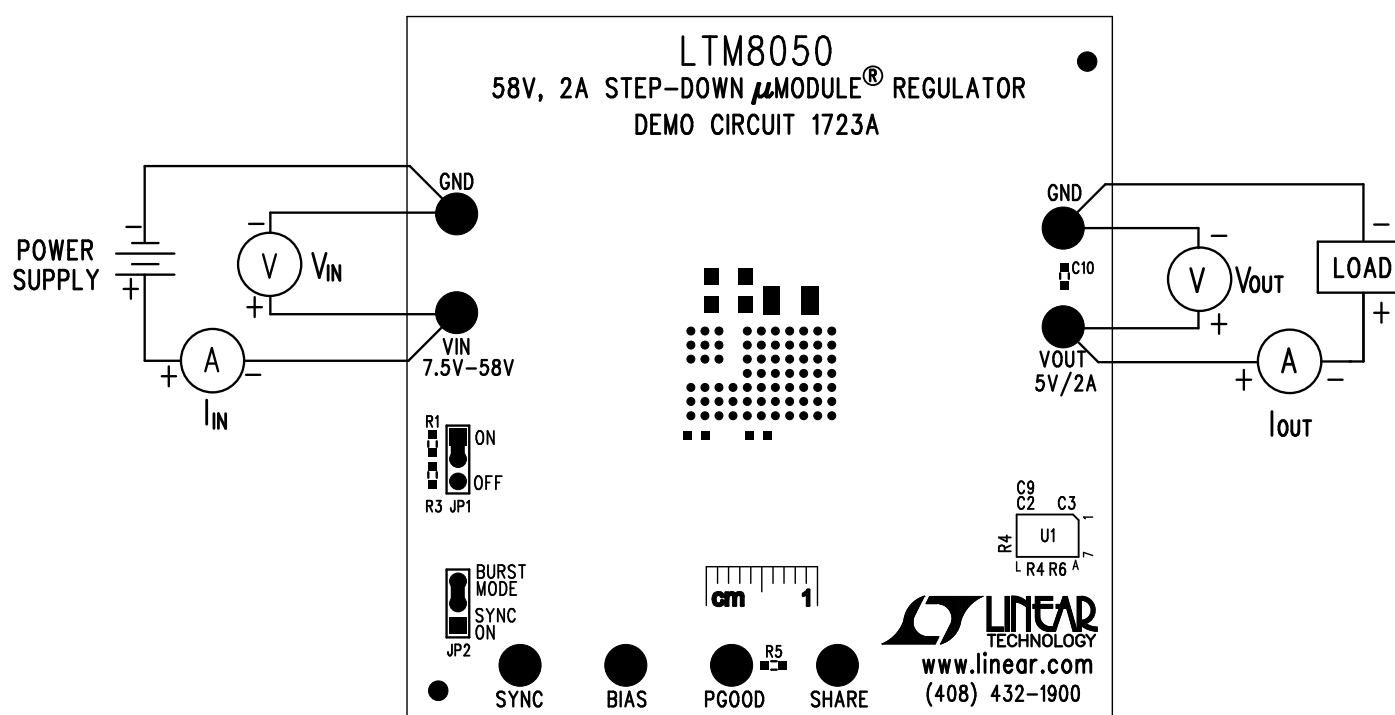 LTM8050
58V, 2A STEP-DOWN µMODULE® REGULATOR
DEMO CIRCUIT 1723A
GND
GND
POWER
SUPPLY
-
+
-
V
+
VIN
VIN
7.5V-58V
+
A
-
IIN
C10
-
V
+
VOUT
-
LOAD
+
VOUT
5V/2A
+
A
-
IOUT
R1
ON
OFF
R3 JP1
C9
C2 C3
1
R4
U1
7
L R4 R6 A
BURST
MODE
SYNC
ON
JP2
cm 1
LINEAR
TECHNOLOGY
www.linear.com
(408) 432-1900
R5
SYNC
BIAS
PGOOD
SHARE